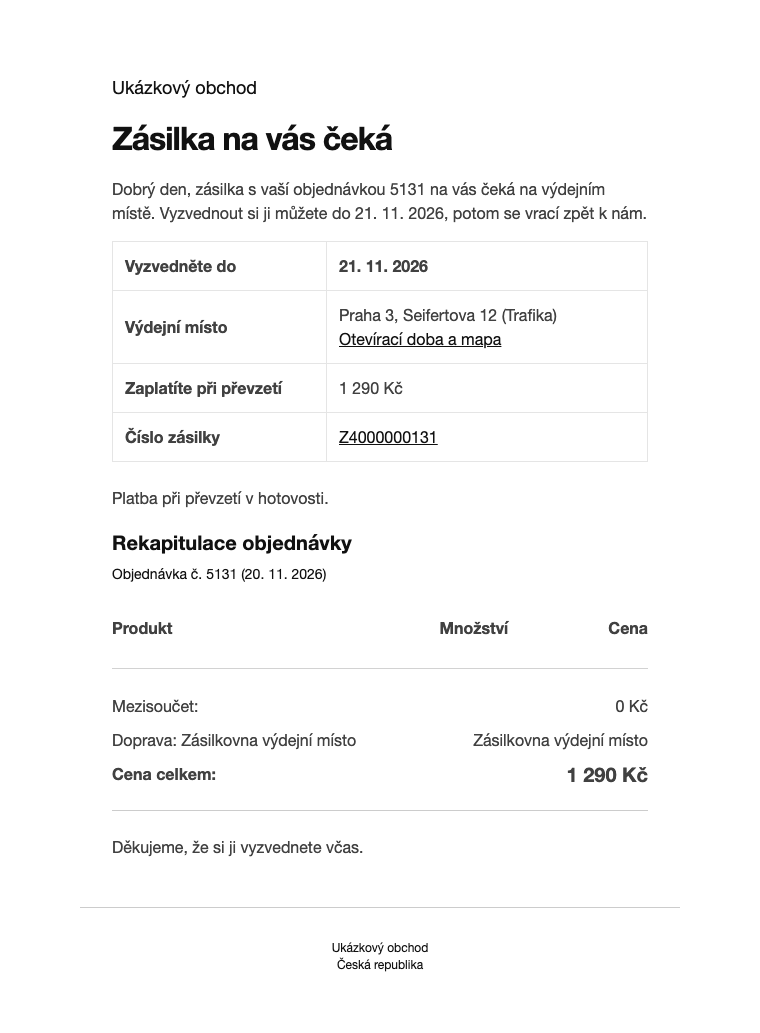 Ukázkový obchod
Zásilka na vás čeká
Dobrý den, zásilka s vaší objednávkou 5131 na vás čeká na výdejním
místě. Vyzvednout si ji můžete do 21. 11. 2026, potom se vrací zpět k nám.
Vyzvedněte do 21. 11. 2026
Výdejní místo Praha 3, Seifertova 12 (Trafika)
Otevírací doba a mapa
Zaplatíte při převzetí 1 290 Kč
Číslo zásilky Z4000000131
Platba při převzetí v hotovosti.
Rekapitulace objednávky
Objednávka č. 5131 (20. 11. 2026)
Produkt Množství Cena
Mezisoučet: 0 Kč
Doprava: Zásilkovna výdejní místo Zásilkovna výdejní místo
Cena celkem: 1 290 Kč
Děkujeme, že si ji vyzvednete včas.
Ukázkový obchod
Česká republika